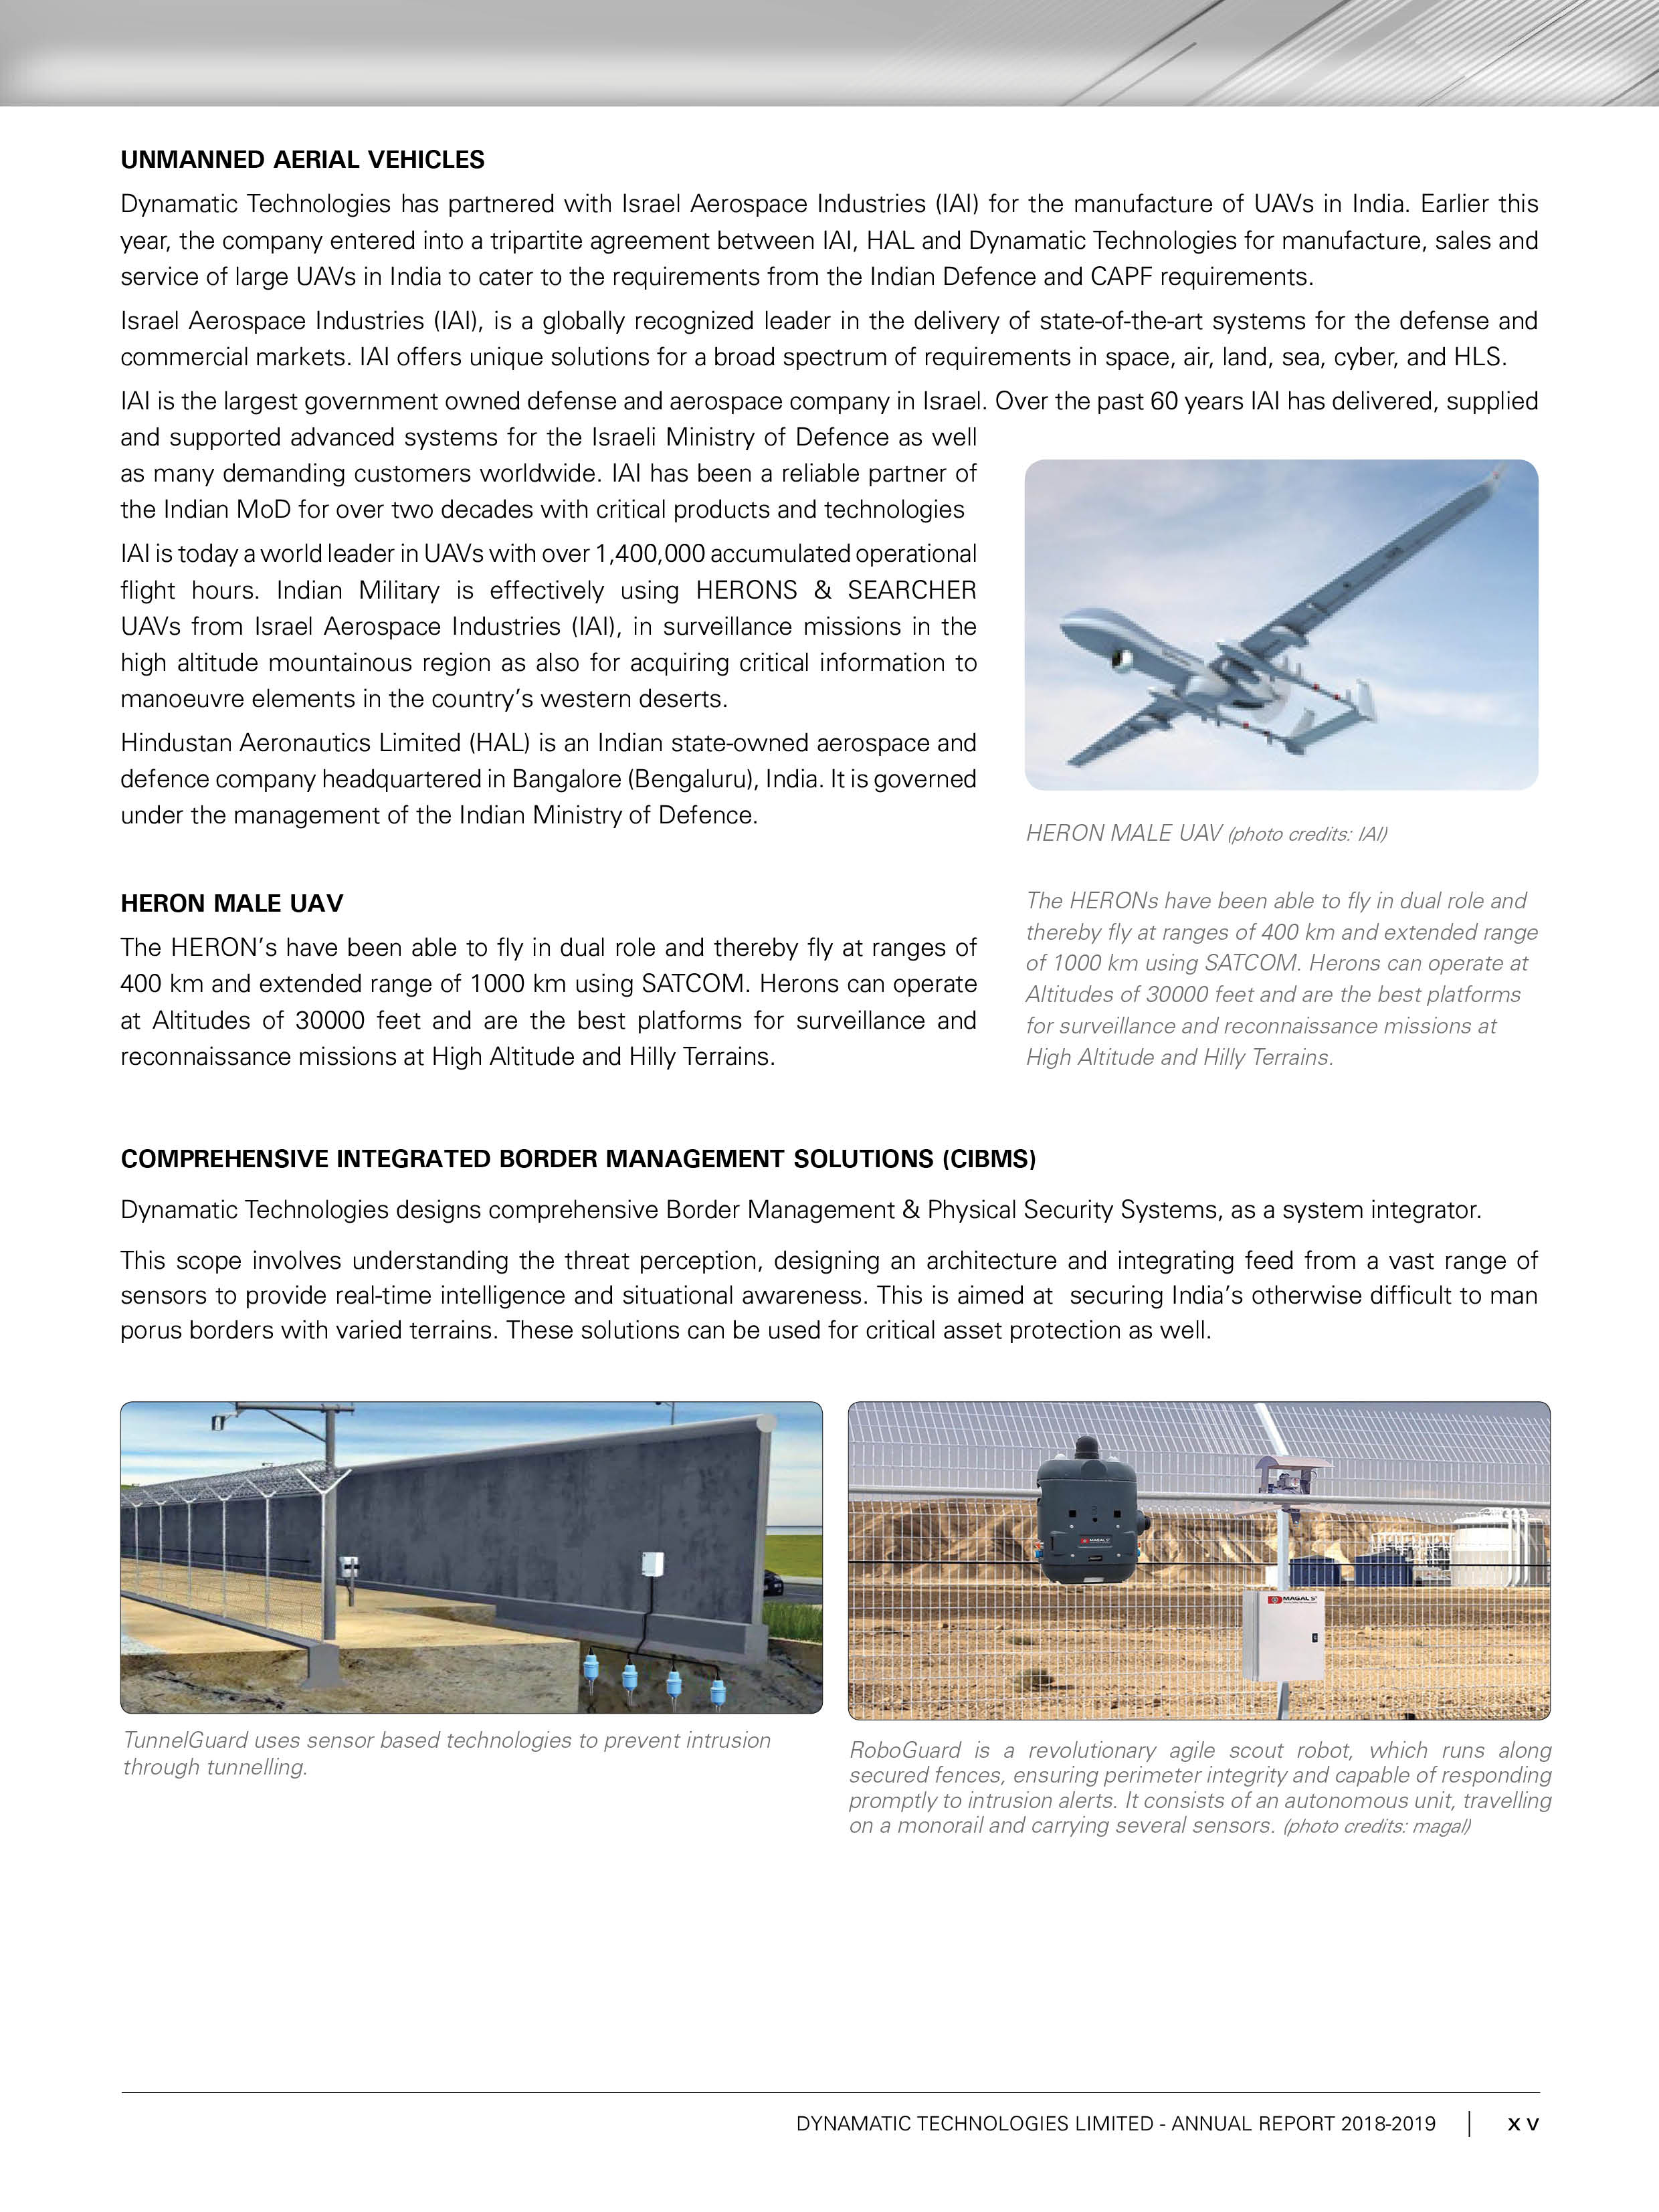 UNMANNED AERIAL VEHICLES
Dynamatic Technologies has partnered with Israel Aerospace Industries (IAI) for the manufacture of UAVs in India. Earlier this
year, the company entered into a tripartite agreement between IAI, HAL and Dynamatic Technologies for manufacture, sales and
service of large UAVs in India to cater to the requirements from the Indian Defence and CAPF requirements.
Israel Aerospace Industries (IAI), is a globally recognized leader in the delivery of state-of-the-art systems for the defense and
commercial markets. IAI offers unique solutions for a broad spectrum of requirements in space, air, land, sea, cyber, and HLS.
IAI is the largest government owned defense and aerospace company in Israel. Over the past 60 years IAI has delivered, supplied
and supported advanced systems for the Israeli Ministry of Defence as well
as many demanding customers worldwide. IAI has been a reliable partner of
the Indian MoD for over two decades with critical products and technologies
IAI is today a world leader in UAVs with over 1,400,000 accumulated operational
flight hours. Indian Military is effectively using HERONS & SEARCHER
UAVs from Israel Aerospace Industries (IAI), in surveillance missions in the
high altitude mountainous region as also for acquiring critical information to
manoeuvre elements in the country's western deserts.
Hindustan Aeronautics Limited (HAL) is an Indian state-owned aerospace and
defence company headquartered in Bangalore (Bengaluru), India. It is governed
under the management of the Indian Ministry of Defence.
HERON MALE UAV (photo credits: IAI)
HERON MALE UAV
The HERON's have been able to fly in dual role and thereby fly at ranges of
400 km and extended range of 1000 km using SATCOM. Herons can operate
at Altitudes of 30000 feet and are the best platforms for surveillance and
reconnaissance missions at High Altitude and Hilly Terrains.
The HERONs have been able to fly in dual role and
thereby fly at ranges of 400 km and extended range
of 1000 km using SATCOM. Herons can operate at
Altitudes of 30000 feet and are the best platforms
for surveillance and reconnaissance missions at
High Altitude and Hilly Terrains.
COMPREHENSIVE INTEGRATED BORDER MANAGEMENT SOLUTIONS (CIBMS)
Dynamatic Technologies designs comprehensive Border Management & Physical Security Systems, as a system integrator.
This scope involves understanding the threat perception, designing an architecture and integrating feed from a vast range of
sensors to provide real-time intelligence and situational awareness. This is aimed at  securing India's otherwise difficult to man
porus borders with varied terrains. These solutions can be used for critical asset protection as well.
MAGAL S³
MAGAL S³
TunnelGuard uses sensor based technologies to prevent intrusion
through tunnelling.
RoboGuard is a revolutionary agile scout robot, which runs along
secured fences, ensuring perimeter integrity and capable of responding
promptly to intrusion alerts. It consists of an autonomous unit, travelling
on a monorail and carrying several sensors. (photo credits: magal)
DYNAMATIC TECHNOLOGIES LIMITED - ANNUAL REPORT 2018-2019 | x v